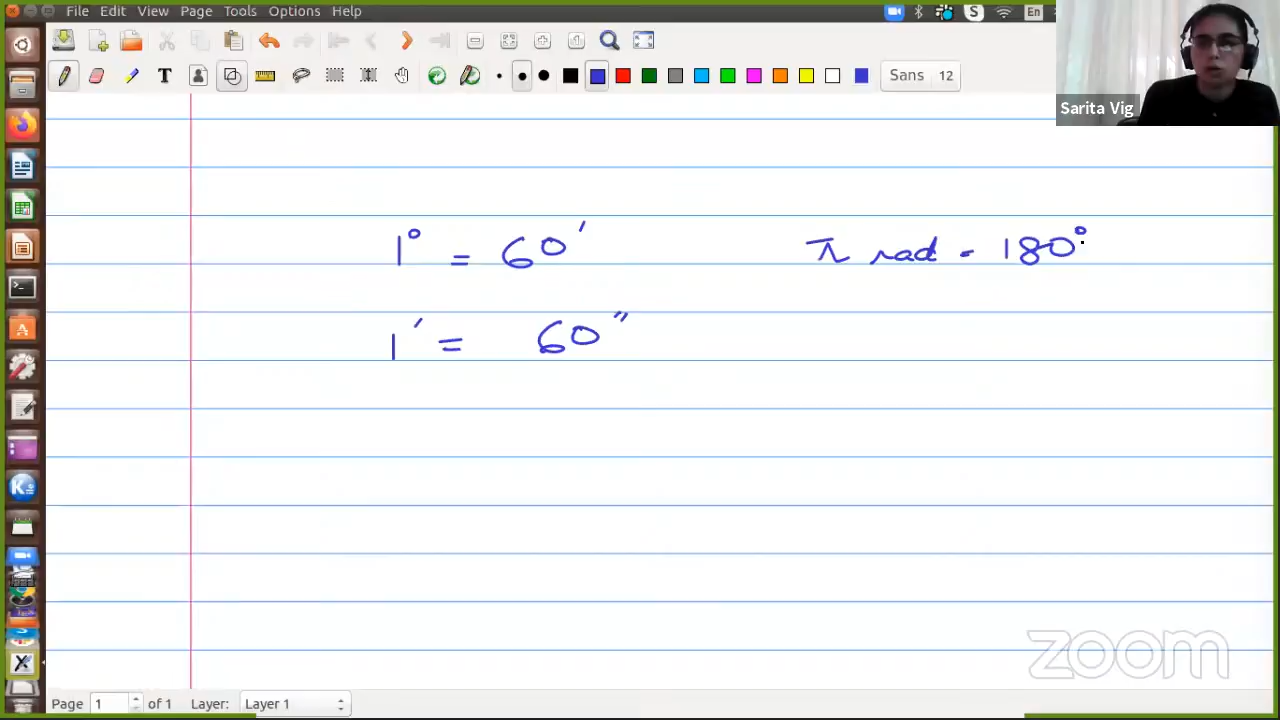 File Edit View Page Tools Options Help
S
En
T
Sans 12
Sarita Vig
1° = 60′
π rad = 180°
1′ = 60″
zoom
Page 1 of 1 Layer: Layer 1